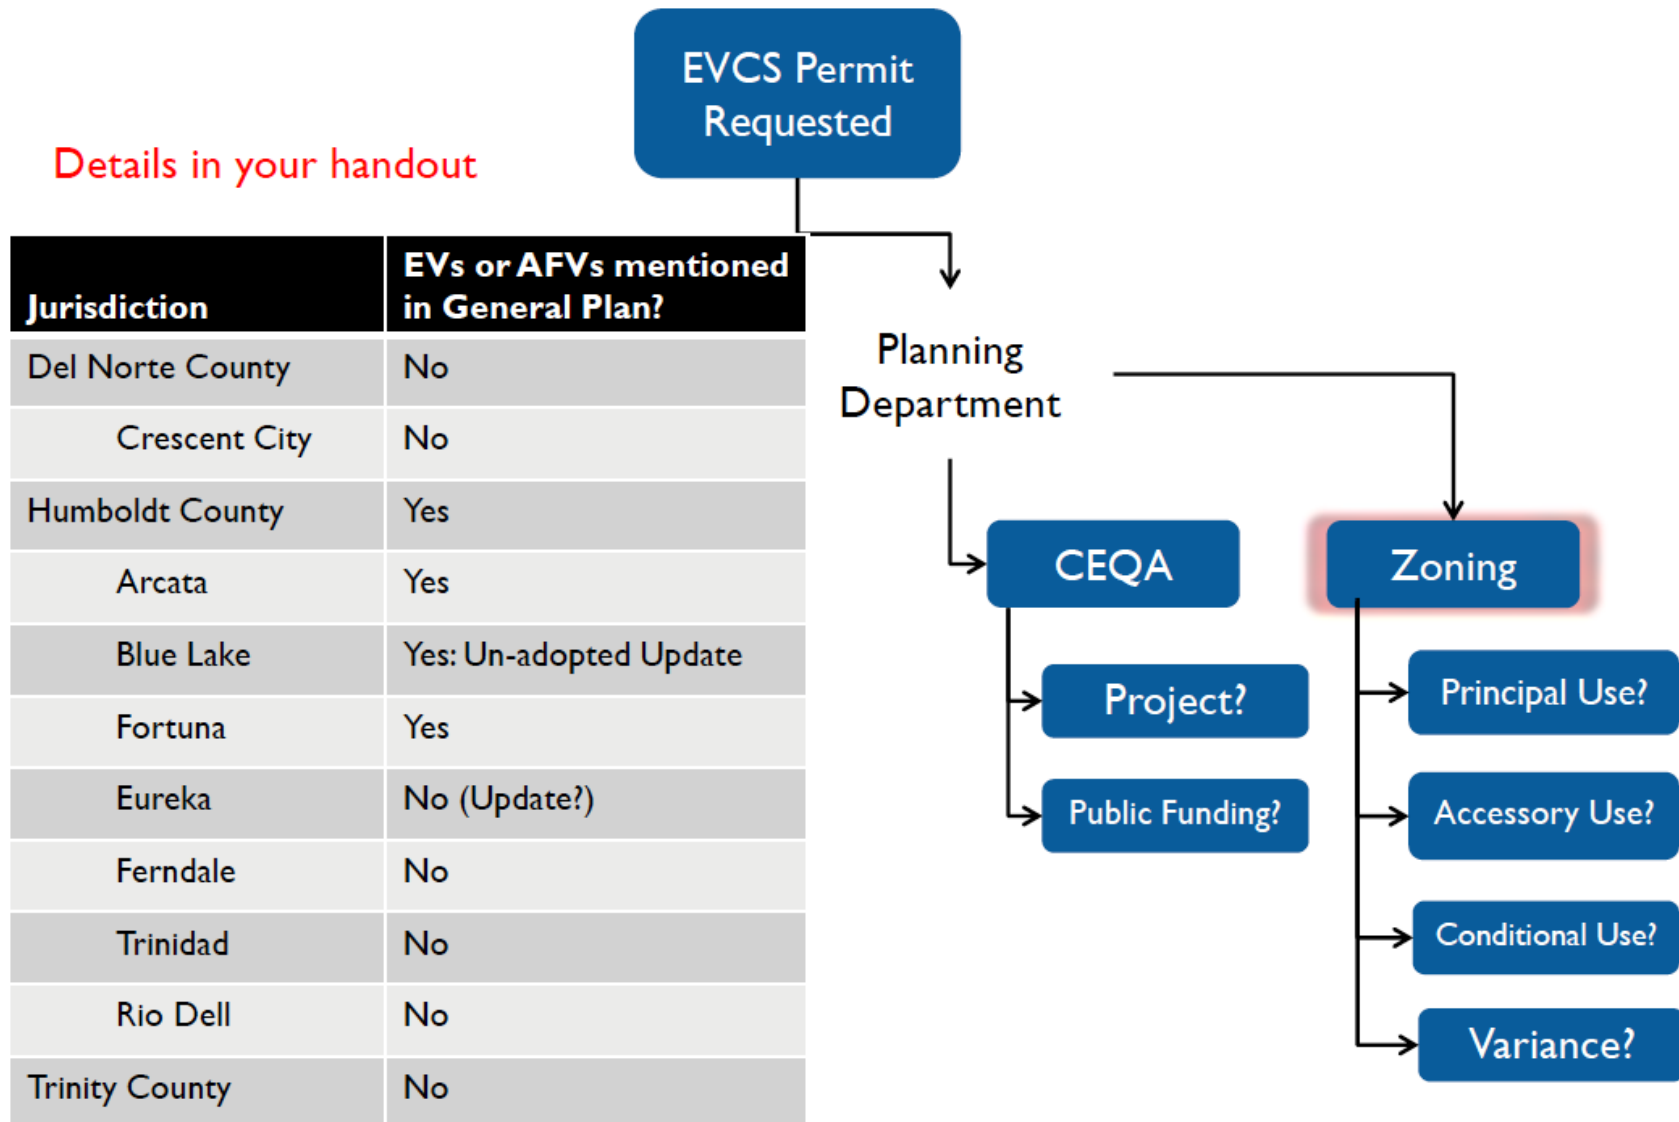 EVCS Permit
Requested
Details in your handout
Jurisdiction
EVs or AFVs mentioned
in General Plan?
Del Norte County No
Crescent City No
Humboldt County Yes
Arcata Yes
Blue Lake Yes: Un-adopted Update
Fortuna Yes
Eureka No (Update?)
Ferndale No
Trinidad No
Rio Dell No
Trinity County No
Planning
Department
CEQA
Project?
Public Funding?
Zoning
Principal Use?
Accessory Use?
Conditional Use?
Variance?